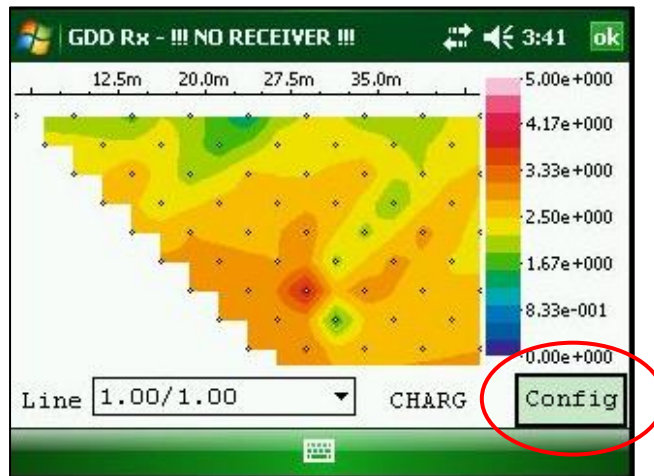 GDD Rx - !!! NO RECEIVER !!! 3:41 ok
12.5m 20.0m 27.5m 35.0m
5.00e+000
4.17e+000
3.33e+000
2.50e+000
1.67e+000
8.33e-001
0.00e+000
Line 1.00/1.00 CHARG Config